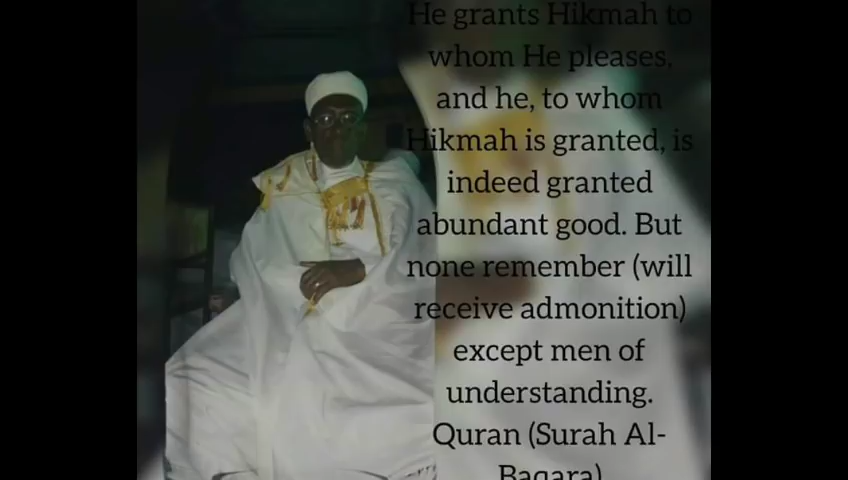 He grants Hikmah to
whom He pleases,
and he, to whom
Hikmah is granted, is
indeed granted
abundant good. But
none remember (will
receive admonition)
except men of
understanding.
Quran (Surah Al-
Baqara)